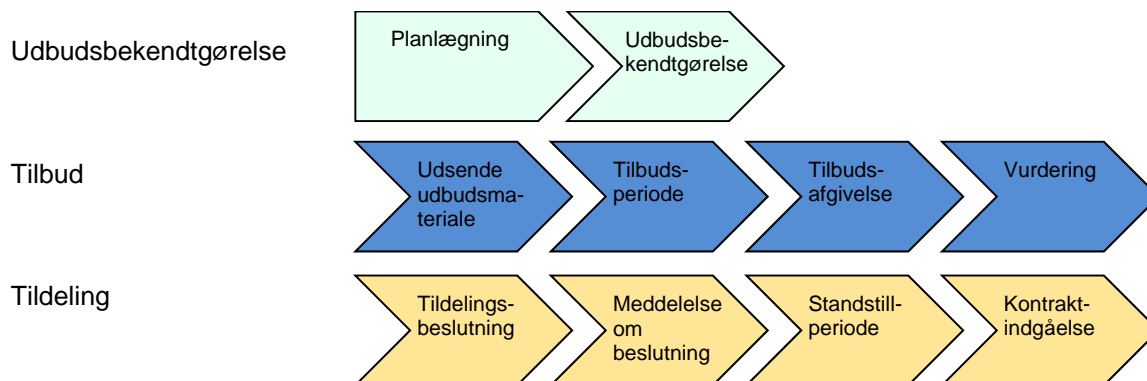 Udbudsbekendtgørelse
Planlægning
Udbudsbe-
kendtgørelse
Tilbud
Udsende
udbudsma-
teriale
Tilbuds-
periode
Tilbuds-
afgivelse
Vurdering
Tildeling
Tildelings-
beslutning
Meddelelse
om
beslutning
Standstill-
periode
Kontrakt-
indgåelse